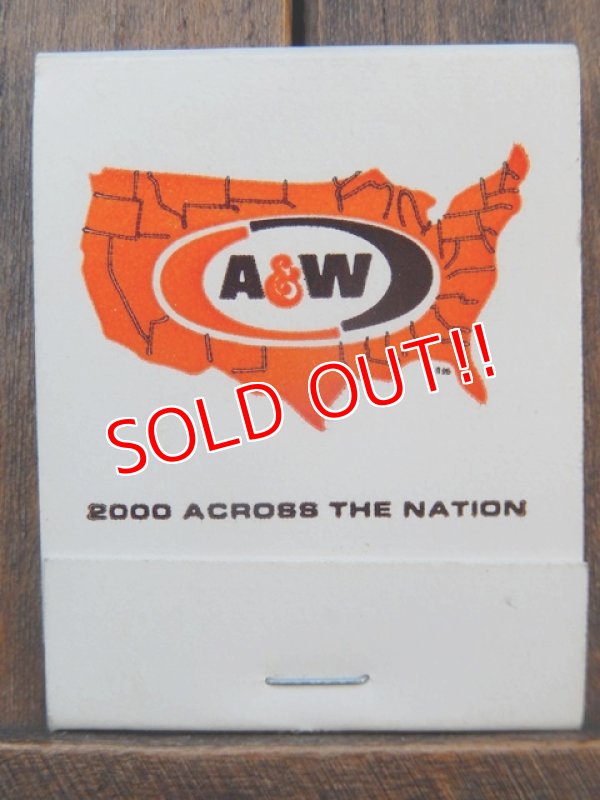 A&W
SOLD OUT!!
2000 ACROSS THE NATION